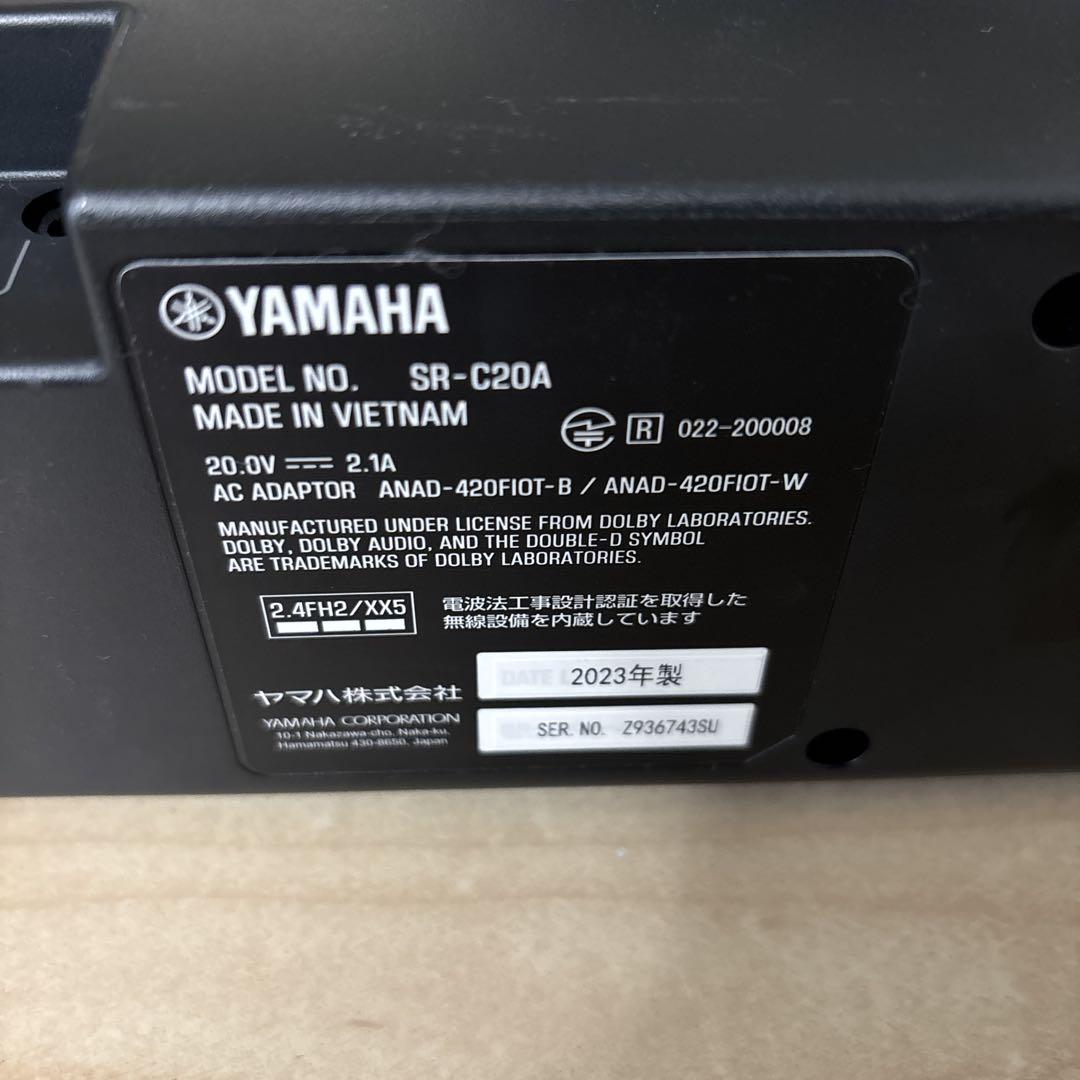 YAMAHA
MODEL NO. SR-C20A
MADE IN VIETNAM
R 022-200008
20.0V 2.1A
AC ADAPTOR ANAD-420FIOT-B / ANAD-420FIOT-W
MANUFACTURED UNDER LICENSE FROM DOLBY LABORATORIES.
DOLBY, DOLBY AUDIO, AND THE DOUBLE-D SYMBOL
ARE TRADEMARKS OF DOLBY LABORATORIES.
2.4FH2/XX5
電波法工事設計認証を取得した
無線設備を内蔵しています
ヤマハ株式会社
YAMAHA CORPORATION
10-1 Nakazawa-cho, Naka-ku,
Hamamatsu 430-8650, Japan
DATE 2023年製
SER. NO. Z936743SU